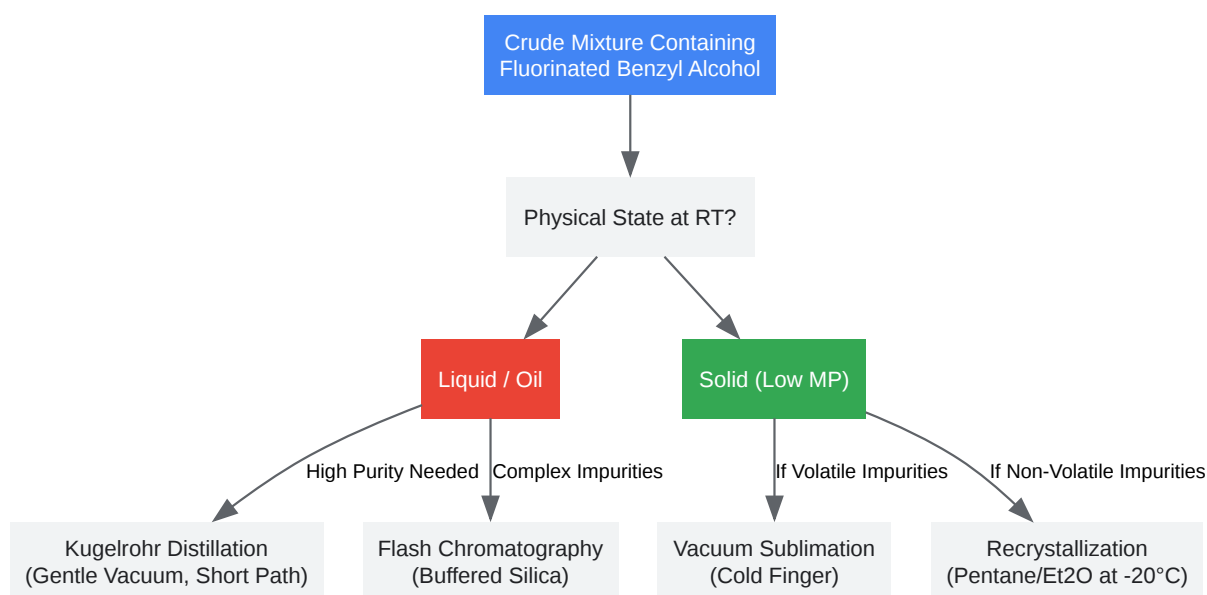 Crude Mixture Containing
Fluorinated Benzyl Alcohol
Physical State at RT?
Liquid / Oil
Solid (Low MP)
High Purity Needed
Complex Impurities
If Volatile Impurities
If Non-Volatile Impurities
Kugelrohr Distillation
(Gentle Vacuum, Short Path)
Flash Chromatography
(Buffered Silica)
Vacuum Sublimation
(Cold Finger)
Recrystallization
(Pentane/Et2O at -20°C)